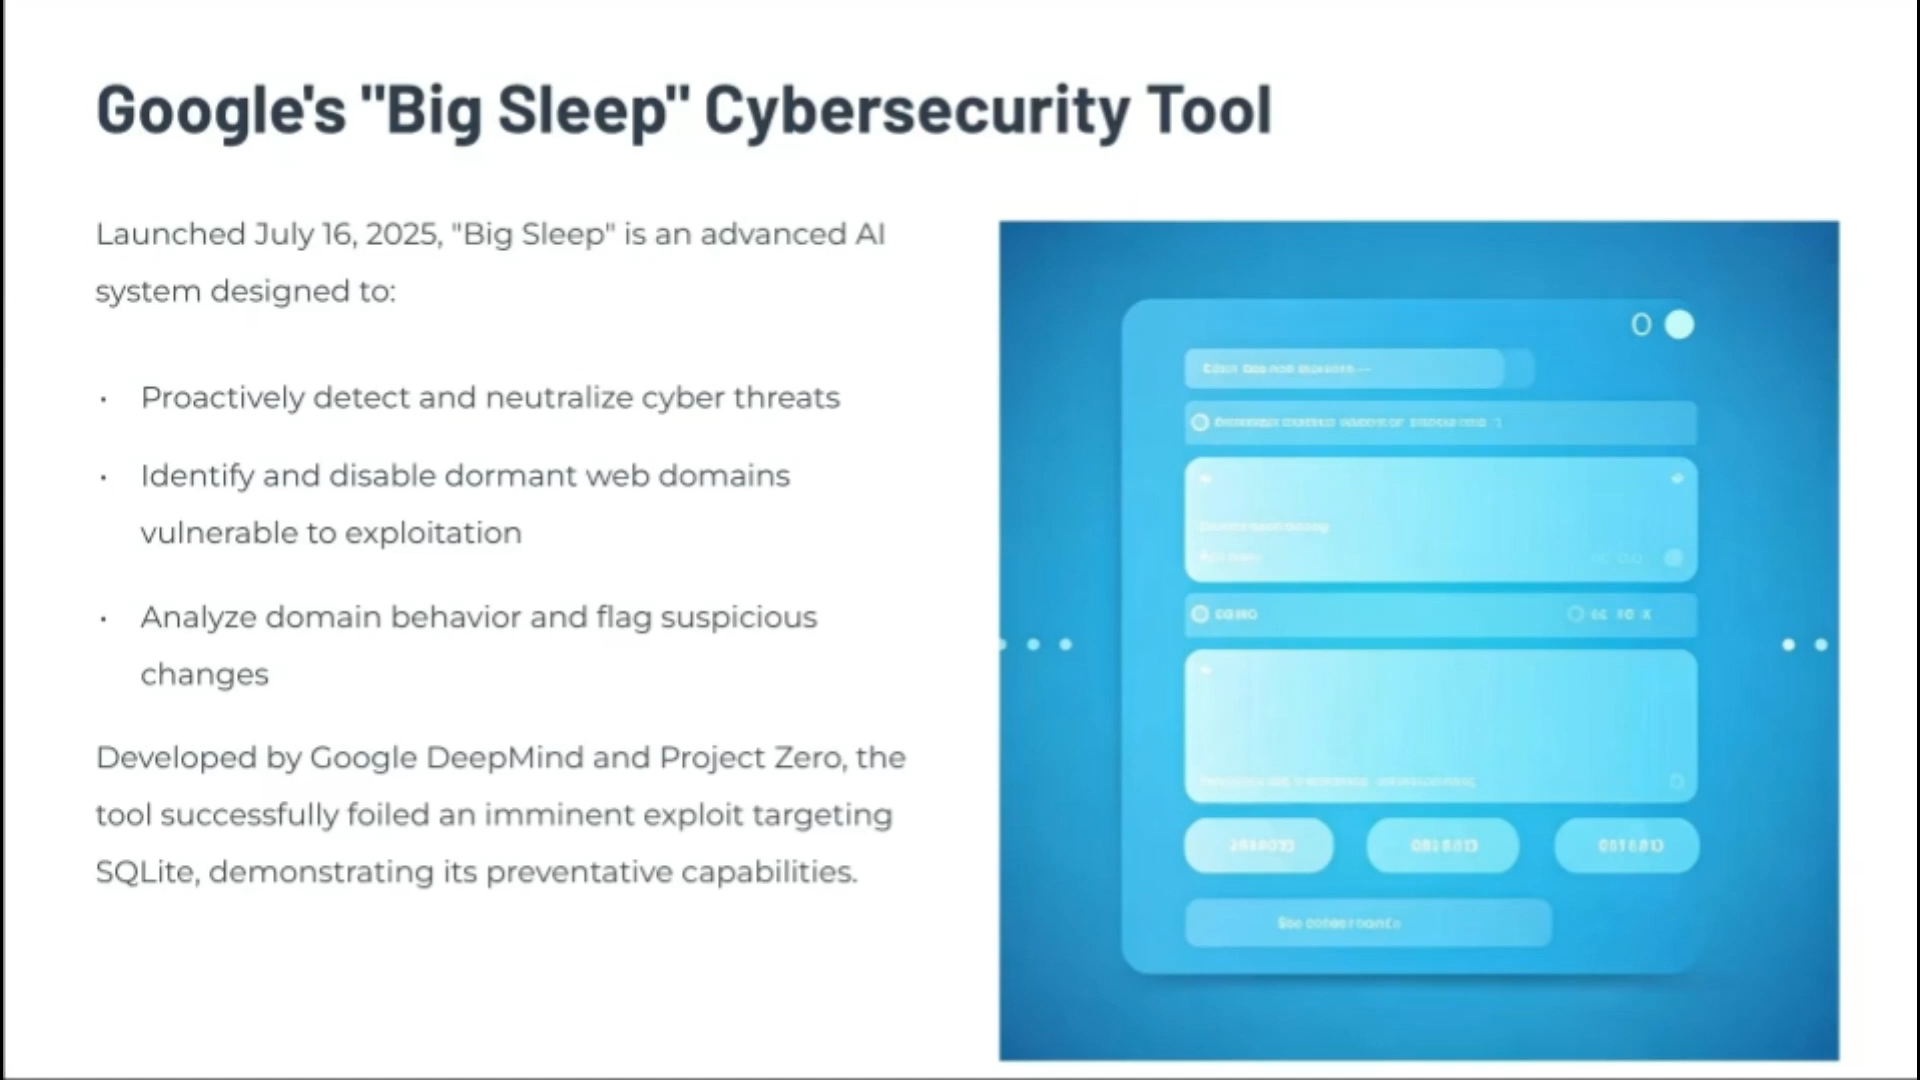 Google's "Big Sleep" Cybersecurity Tool
Launched July 16, 2025, "Big Sleep" is an advanced AI
system designed to:
• Proactively detect and neutralize cyber threats
• Identify and disable dormant web domains
vulnerable to exploitation
• Analyze domain behavior and flag suspicious
changes
Developed by Google DeepMind and Project Zero, the
tool successfully foiled an imminent exploit targeting
SQLite, demonstrating its preventative capabilities.